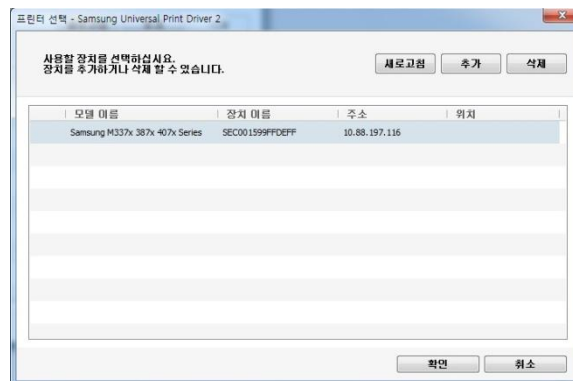 프린터 선택 - Samsung Universal Print Driver 2
사용할 장치를 선택하십시요.
장치를 추가하거나 삭제 할 수 있습니다.
새로고침 추가 삭제
모델 이름 장치 이름 주소 위치
Samsung M337x 387x 407x Series SEC001599FFDEFF 10.88.197.116
확인 취소